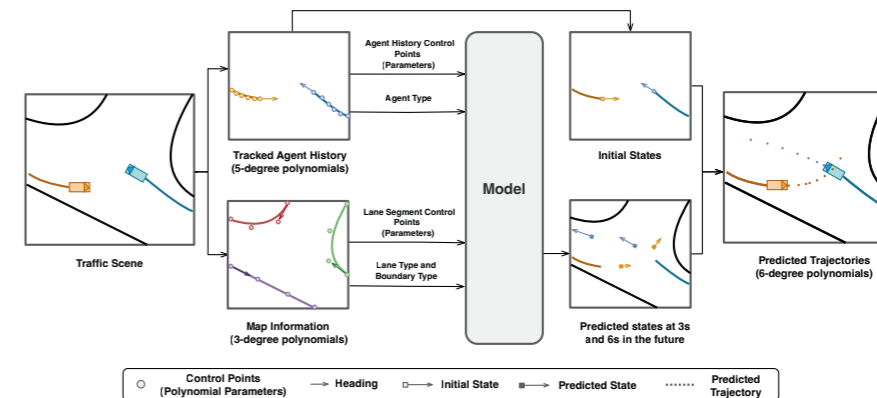 Agent History Control
Points
(Parameters)
Agent Type
Tracked Agent History
(5-degree polynomials)
Initial States
Model
Traffic Scene
Lane Segment Control
Points
(Parameters)
Lane Type and
Boundary Type
Map Information
(3-degree polynomials)
Predicted states at 3s
and 6s in the future
Predicted Trajectories
(6-degree polynomials)
Control Points
(Polynomial Parameters)
Heading
Initial State
Predicted State
Predicted
Trajectory